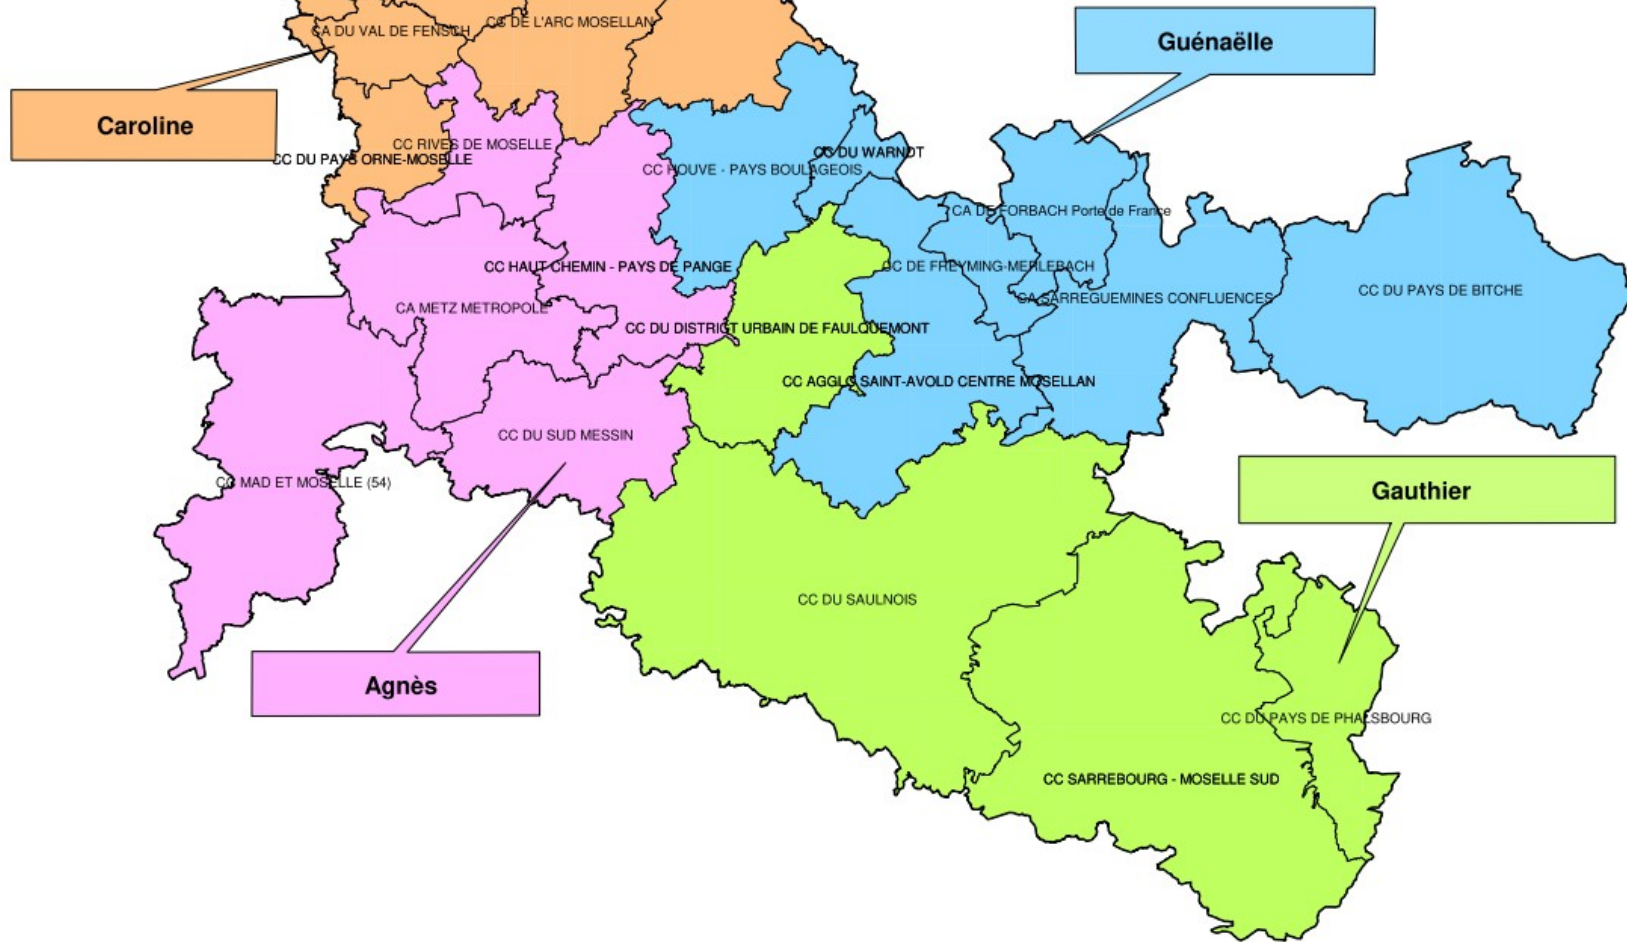 CA DU VAL DE FENSCH
CC DE L'ARC MOSELLAN
Guénaëlle
Caroline
CC RIVES DE MOSELLE
CC DU PAYS ORNE-MOSELLE
CC DU WARNDT
CC HOUVE - PAYS BOULAGEOIS
CA DE FORBACH Porte de France
CC HAUT CHEMIN - PAYS DE PANGE
CC DE FREYMING-MERLEBACH
CC DU PAYS DE BITCHE
CA SARREGUEMINES CONFLUENCES
CA METZ METROPOLE
CC DU DISTRICT URBAIN DE FAULQUEMONT
CC AGGLO SAINT-AVOLD CENTRE MOSELLAN
CC DU SUD MESSIN
CC MAD ET MOSELLE (54)
Gauthier
CC DU SAULNOIS
Agnès
CC DU PAYS DE PHALSBOURG
CC SARREBOURG - MOSELLE SUD